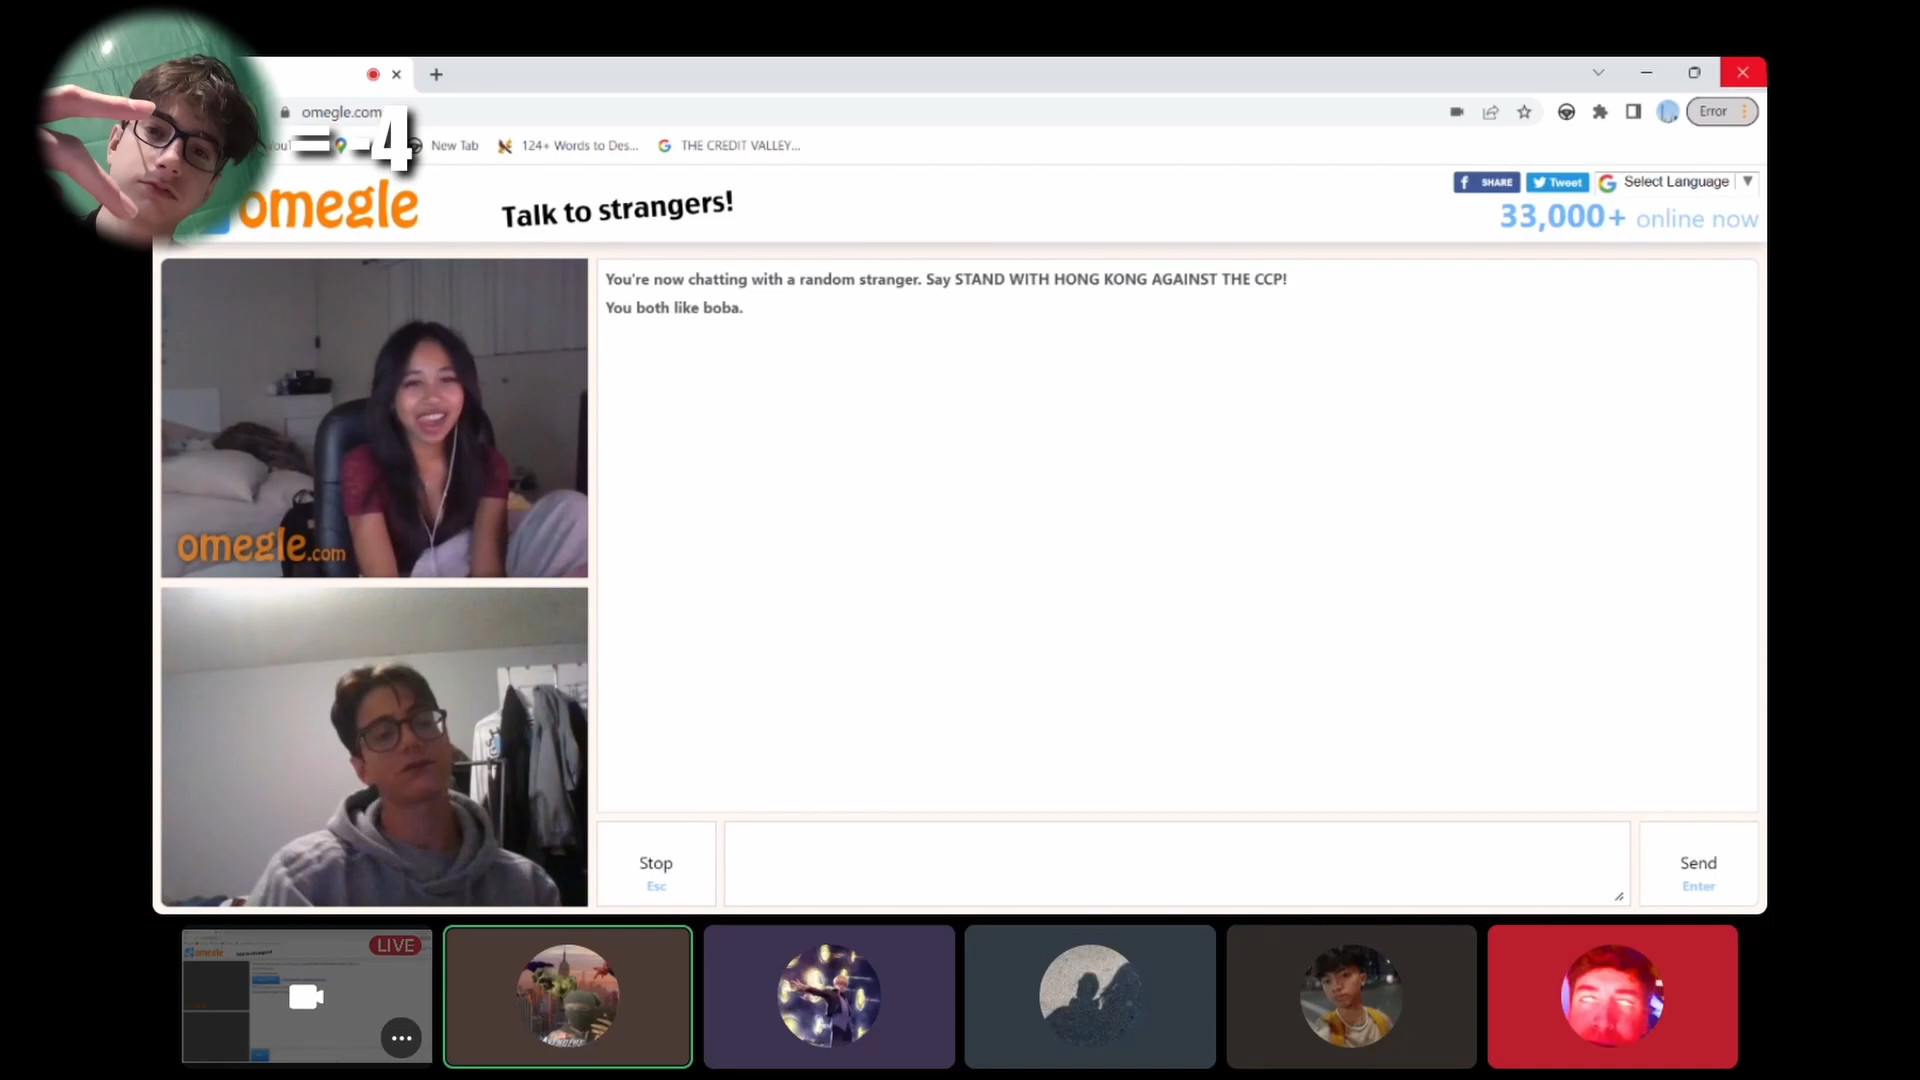 omegle.com
= -4
New Tab
124+ Words to Des...
THE CREDIT VALLEY...
Error
omegle
Talk to strangers!
SHARE
Tweet
Select Language
33,000+ online now
You're now chatting with a random stranger. Say STAND WITH HONG KONG AGAINST THE CCP!
You both like boba.
omegle.com
Stop
Esc
Send
Enter
LIVE
omegle